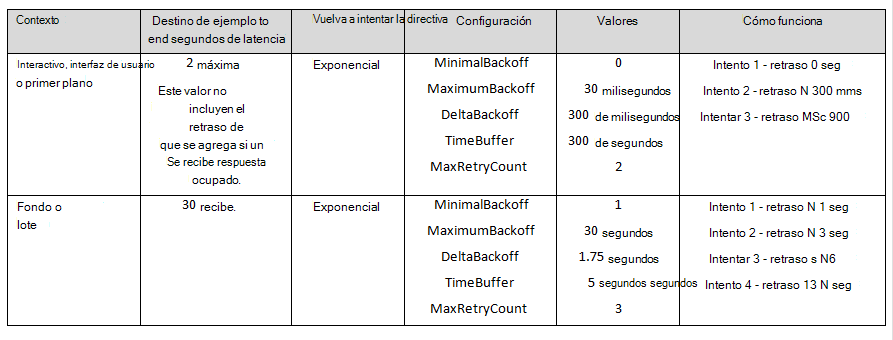 Contexto
Destino de ejemplo to
end segundos de latencia
Vuelva a intentar la directiva
Configuración
Valores
Cómo funciona
Interactivo, interfaz de usuario
o primer plano
2 máxima
Este valor no
incluyen el
retraso de
que se agrega si un
Se recibe respuesta
ocupado.
Exponencial
MinimalBackoff
MaximumBackoff
DeltaBackoff
TimeBuffer
MaxRetryCount
0
30 milisegundos
300 de milisegundos
300 de segundos
2
Intento 1 - retraso 0 seg
Intento 2 - retraso N 300 mms
Intentar 3 - retraso MSc 900
Fondo o
lote
30 recibe.
Exponencial
MinimalBackoff
MaximumBackoff
DeltaBackoff
TimeBuffer
MaxRetryCount
1
30 segundos
1.75 segundos
5 segundos segundos
3
Intento 1 - retraso N 1 seg
Intento 2 - retraso N 3 seg
Intentar 3 - retraso s N6
Intento 4 - retraso 13 N seg